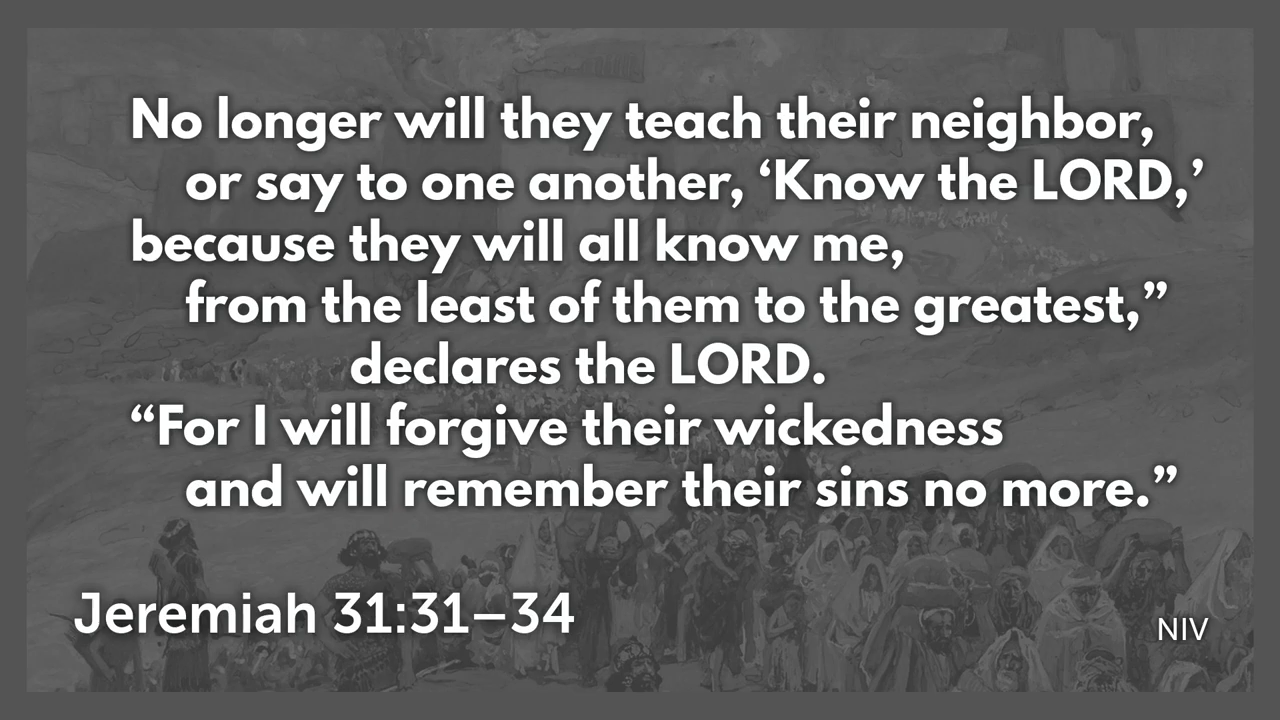 No longer will they teach their neighbor,
or say to one another, ‘Know the LORD,’
because they will all know me,
from the least of them to the greatest,”
declares the LORD.
“For I will forgive their wickedness
and will remember their sins no more.”
Jeremiah 31:31–34
NIV